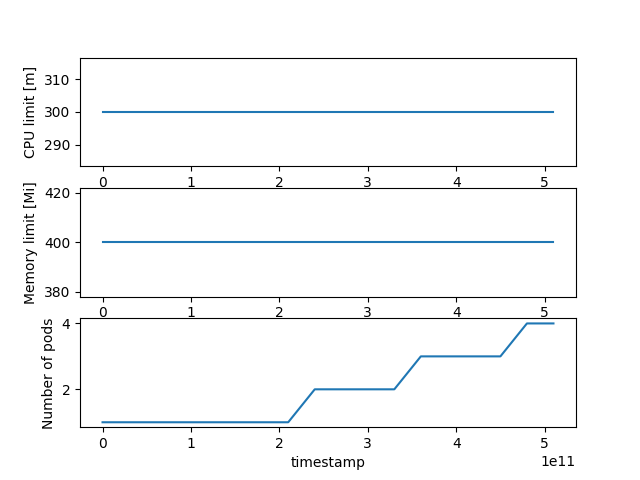 CPU limit [m]
310
300
290
0 1 2 3 4 5
Memory limit [Mi]
420
400
380
0 1 2 3 4 5
Number of pods
4
2
0 1 2 3 4 5
timestamp
1e11